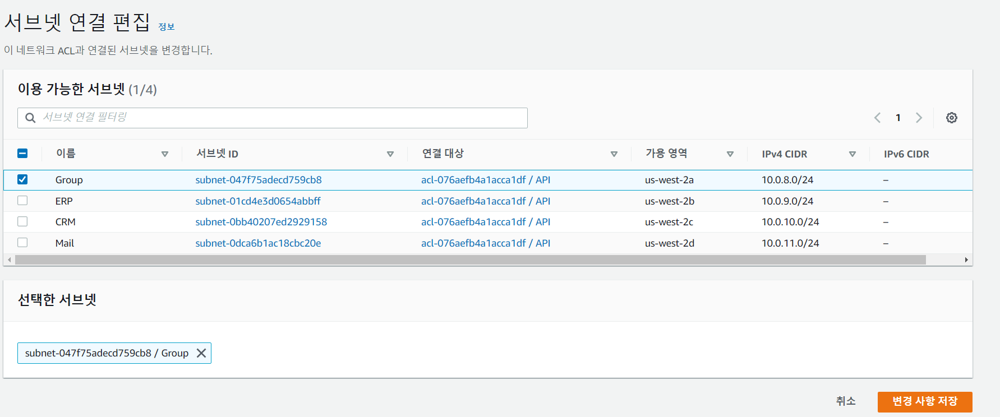 서브넷 연결 편집 정보
이 네트워크 ACL과 연결된 서브넷을 변경합니다.
이용 가능한 서브넷 (1/4)
서브넷 연결 필터링
1
이름 서브넷 ID 연결 대상 가용 영역 IPv4 CIDR IPv6 CIDR
Group subnet-047f75adecd759cb8 acl-076aefb4a1acca1df / API us-west-2a 10.0.8.0/24 –
ERP subnet-01cd4e3d0654abbff acl-076aefb4a1acca1df / API us-west-2b 10.0.9.0/24 –
CRM subnet-0bb40207ed2929158 acl-076aefb4a1acca1df / API us-west-2c 10.0.10.0/24 –
Mail subnet-0dca6b1ac18cbc20e acl-076aefb4a1acca1df / API us-west-2d 10.0.11.0/24 –
선택한 서브넷
subnet-047f75adecd759cb8 / Group
취소 변경 사항 저장